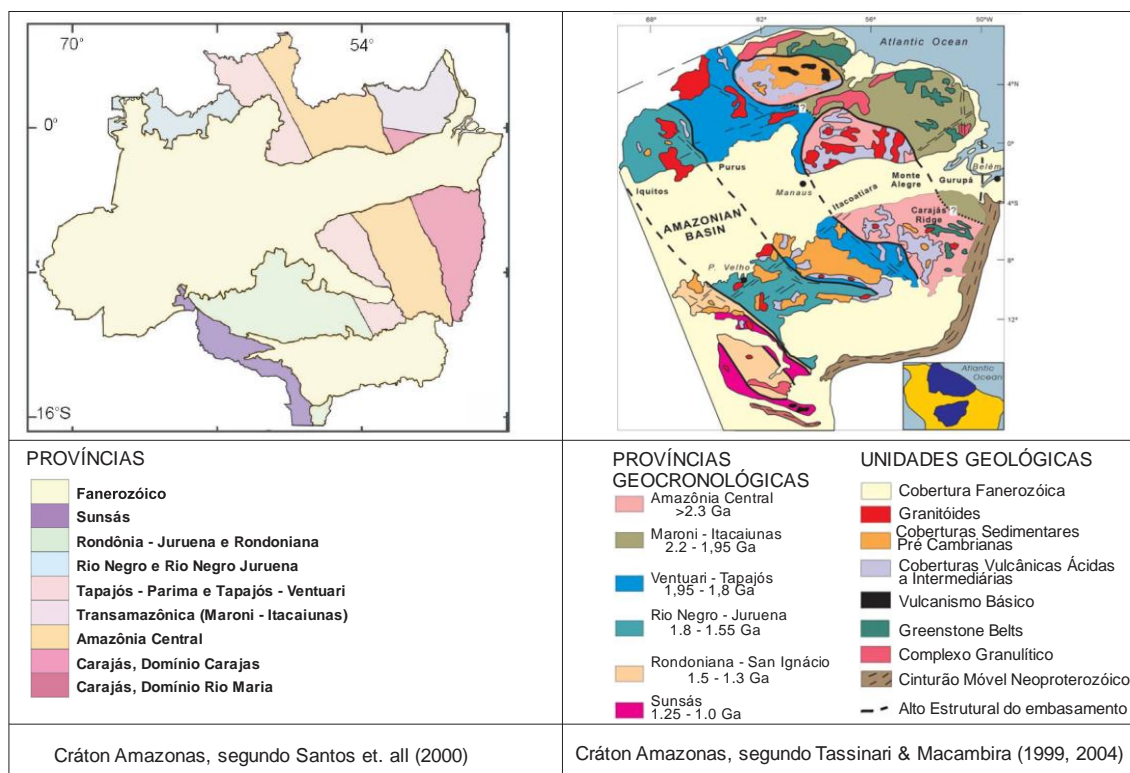 70°
54°
0°
16°S
68°
62°
56°
50°W
Atlantic Ocean
4°N
0°
4°S
8°
12°
Purus
Iquitos
Manaus
Itacoatiara
Monte
Alegre
Gurupá
Belém
Carajás
Ridge
AMAZONIAN
BASIN
P. Velho
?
?
Atlantic
Ocean
PROVÍNCIAS
Fanerozóico
Sunsás
Rondônia - Juruena e Rondoniana
Rio Negro e Rio Negro Juruena
Tapajós - Parima e Tapajós - Ventuari
Transamazônica (Maroni - Itacaiunas)
Amazônia Central
Carajás, Domínio Carajas
Carajás, Domínio Rio Maria
PROVÍNCIAS
GEOCRONOLÓGICAS
Amazônia Central
>2.3 Ga
Maroni - Itacaiunas
2.2 - 1,95 Ga
Ventuari - Tapajós
1,95 - 1,8 Ga
Rio Negro - Juruena
1.8 - 1.55 Ga
Rondoniana - San Ignácio
1.5 - 1.3 Ga
Sunsás
1.25 - 1.0 Ga
UNIDADES GEOLÓGICAS
Cobertura Fanerozóica
Granitóides
Coberturas Sedimentares
Pré Cambrianas
Coberturas Vulcânicas Ácidas
a Intermediárias
Vulcanismo Básico
Greenstone Belts
Complexo Granulítico
Cinturão Móvel Neoproterozóico
Alto Estrutural do embasamento
Cráton Amazonas, segundo Santos et. all (2000)
Cráton Amazonas, segundo Tassinari & Macambira (1999, 2004)